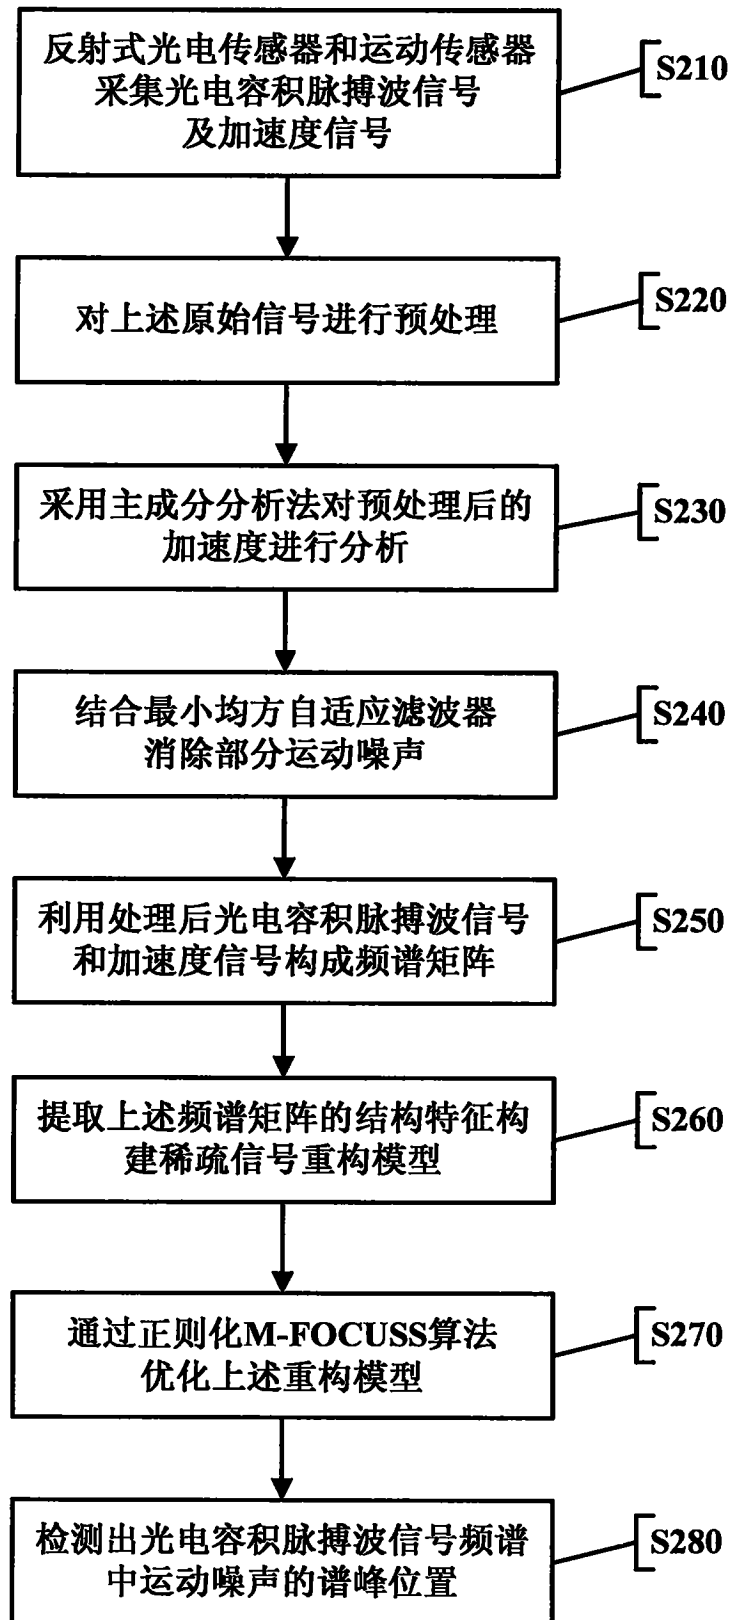 反射式光电传感器和运动传感器
采集光电容积脉搏波信号
及加速度信号
S210
对上述原始信号进行预处理
S220
采用主成分分析法对预处理后的
加速度进行分析
S230
结合最小均方自适应滤波器
消除部分运动噪声
S240
利用处理后光电容积脉搏波信号
和加速度信号构成频谱矩阵
S250
提取上述频谱矩阵的结构特征构
建稀疏信号重构模型
S260
通过正则化M-FOCUSS算法
优化上述重构模型
S270
检测出光电容积脉搏波信号频谱
中运动噪声的谱峰位置
S280